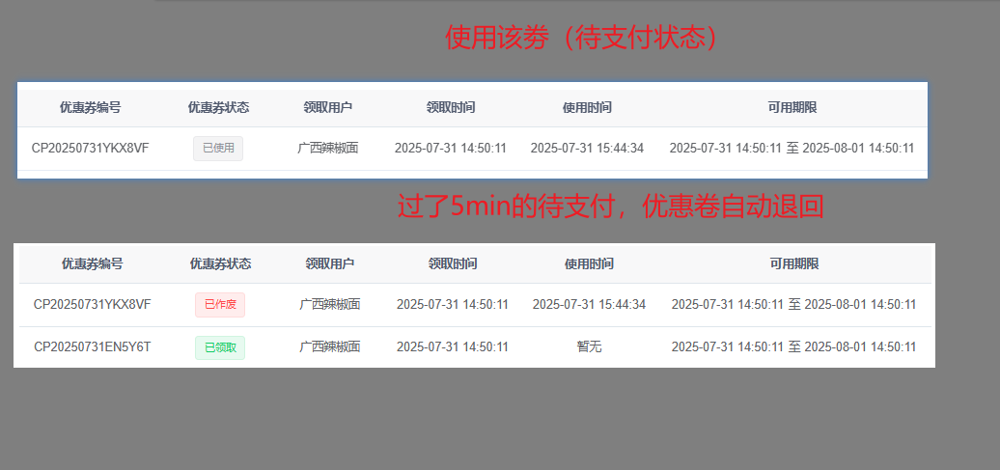 使用该券（待支付状态）
优惠券编号 优惠券状态 领取用户 领取时间 使用时间 可用期限
CP20250731YKX8VF 已使用 广西辣椒面 2025-07-31 14:50:11 2025-07-31 15:44:34 2025-07-31 14:50:11 至 2025-08-01 14:50:11
过了5min的待支付，优惠卷自动退回
优惠券编号 优惠券状态 领取用户 领取时间 使用时间 可用期限
CP20250731YKX8VF 已作废 广西辣椒面 2025-07-31 14:50:11 2025-07-31 15:44:34 2025-07-31 14:50:11 至 2025-08-01 14:50:11
CP20250731EN5Y6T 已领取 广西辣椒面 2025-07-31 14:50:11 暂无 2025-07-31 14:50:11 至 2025-08-01 14:50:11